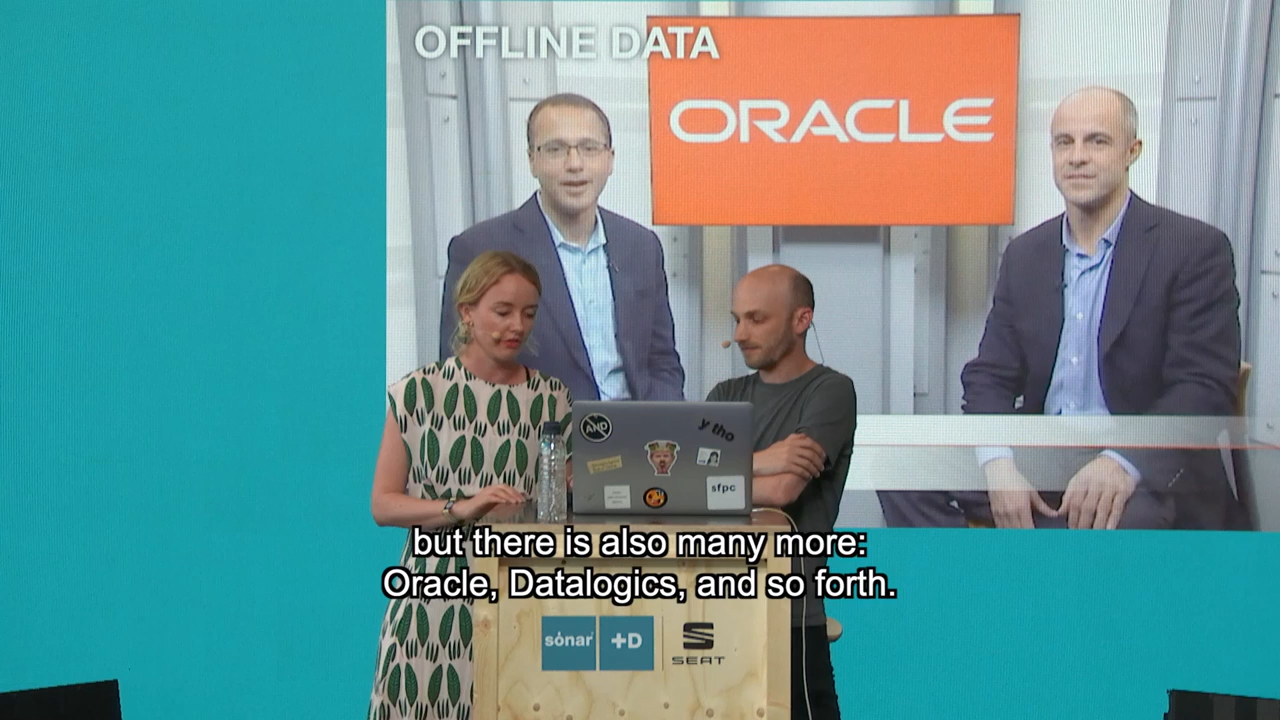 OFFLINE DATA
ORACLE
AND
y tho
sfpc
but there is also many more:
Oracle, Datalogics, and so forth.
sónar
+D
SEAT